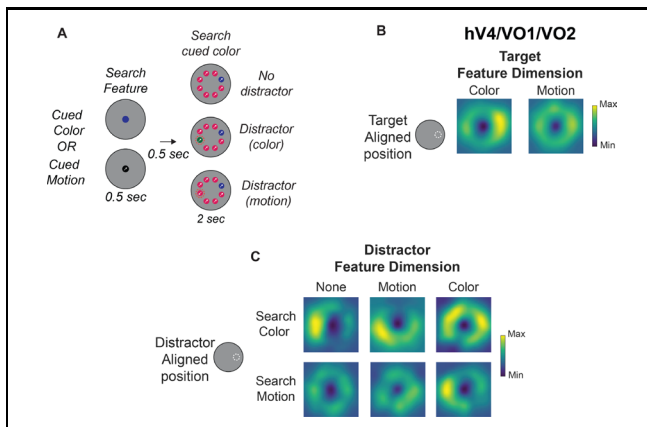 A
Search
Feature
Cued
Color
OR
Cued
Motion
0.5 sec
0.5 sec
Search
cued color
No
distractor
Distractor
(color)
Distractor
(motion)
2 sec
B
hV4/VO1/VO2
Target
Feature Dimension
Color Motion
Target
Aligned
position
Max
Min
C
Distractor
Feature Dimension
None Motion Color
Search
Color
Distractor
Aligned
position
Search
Motion
Max
Min